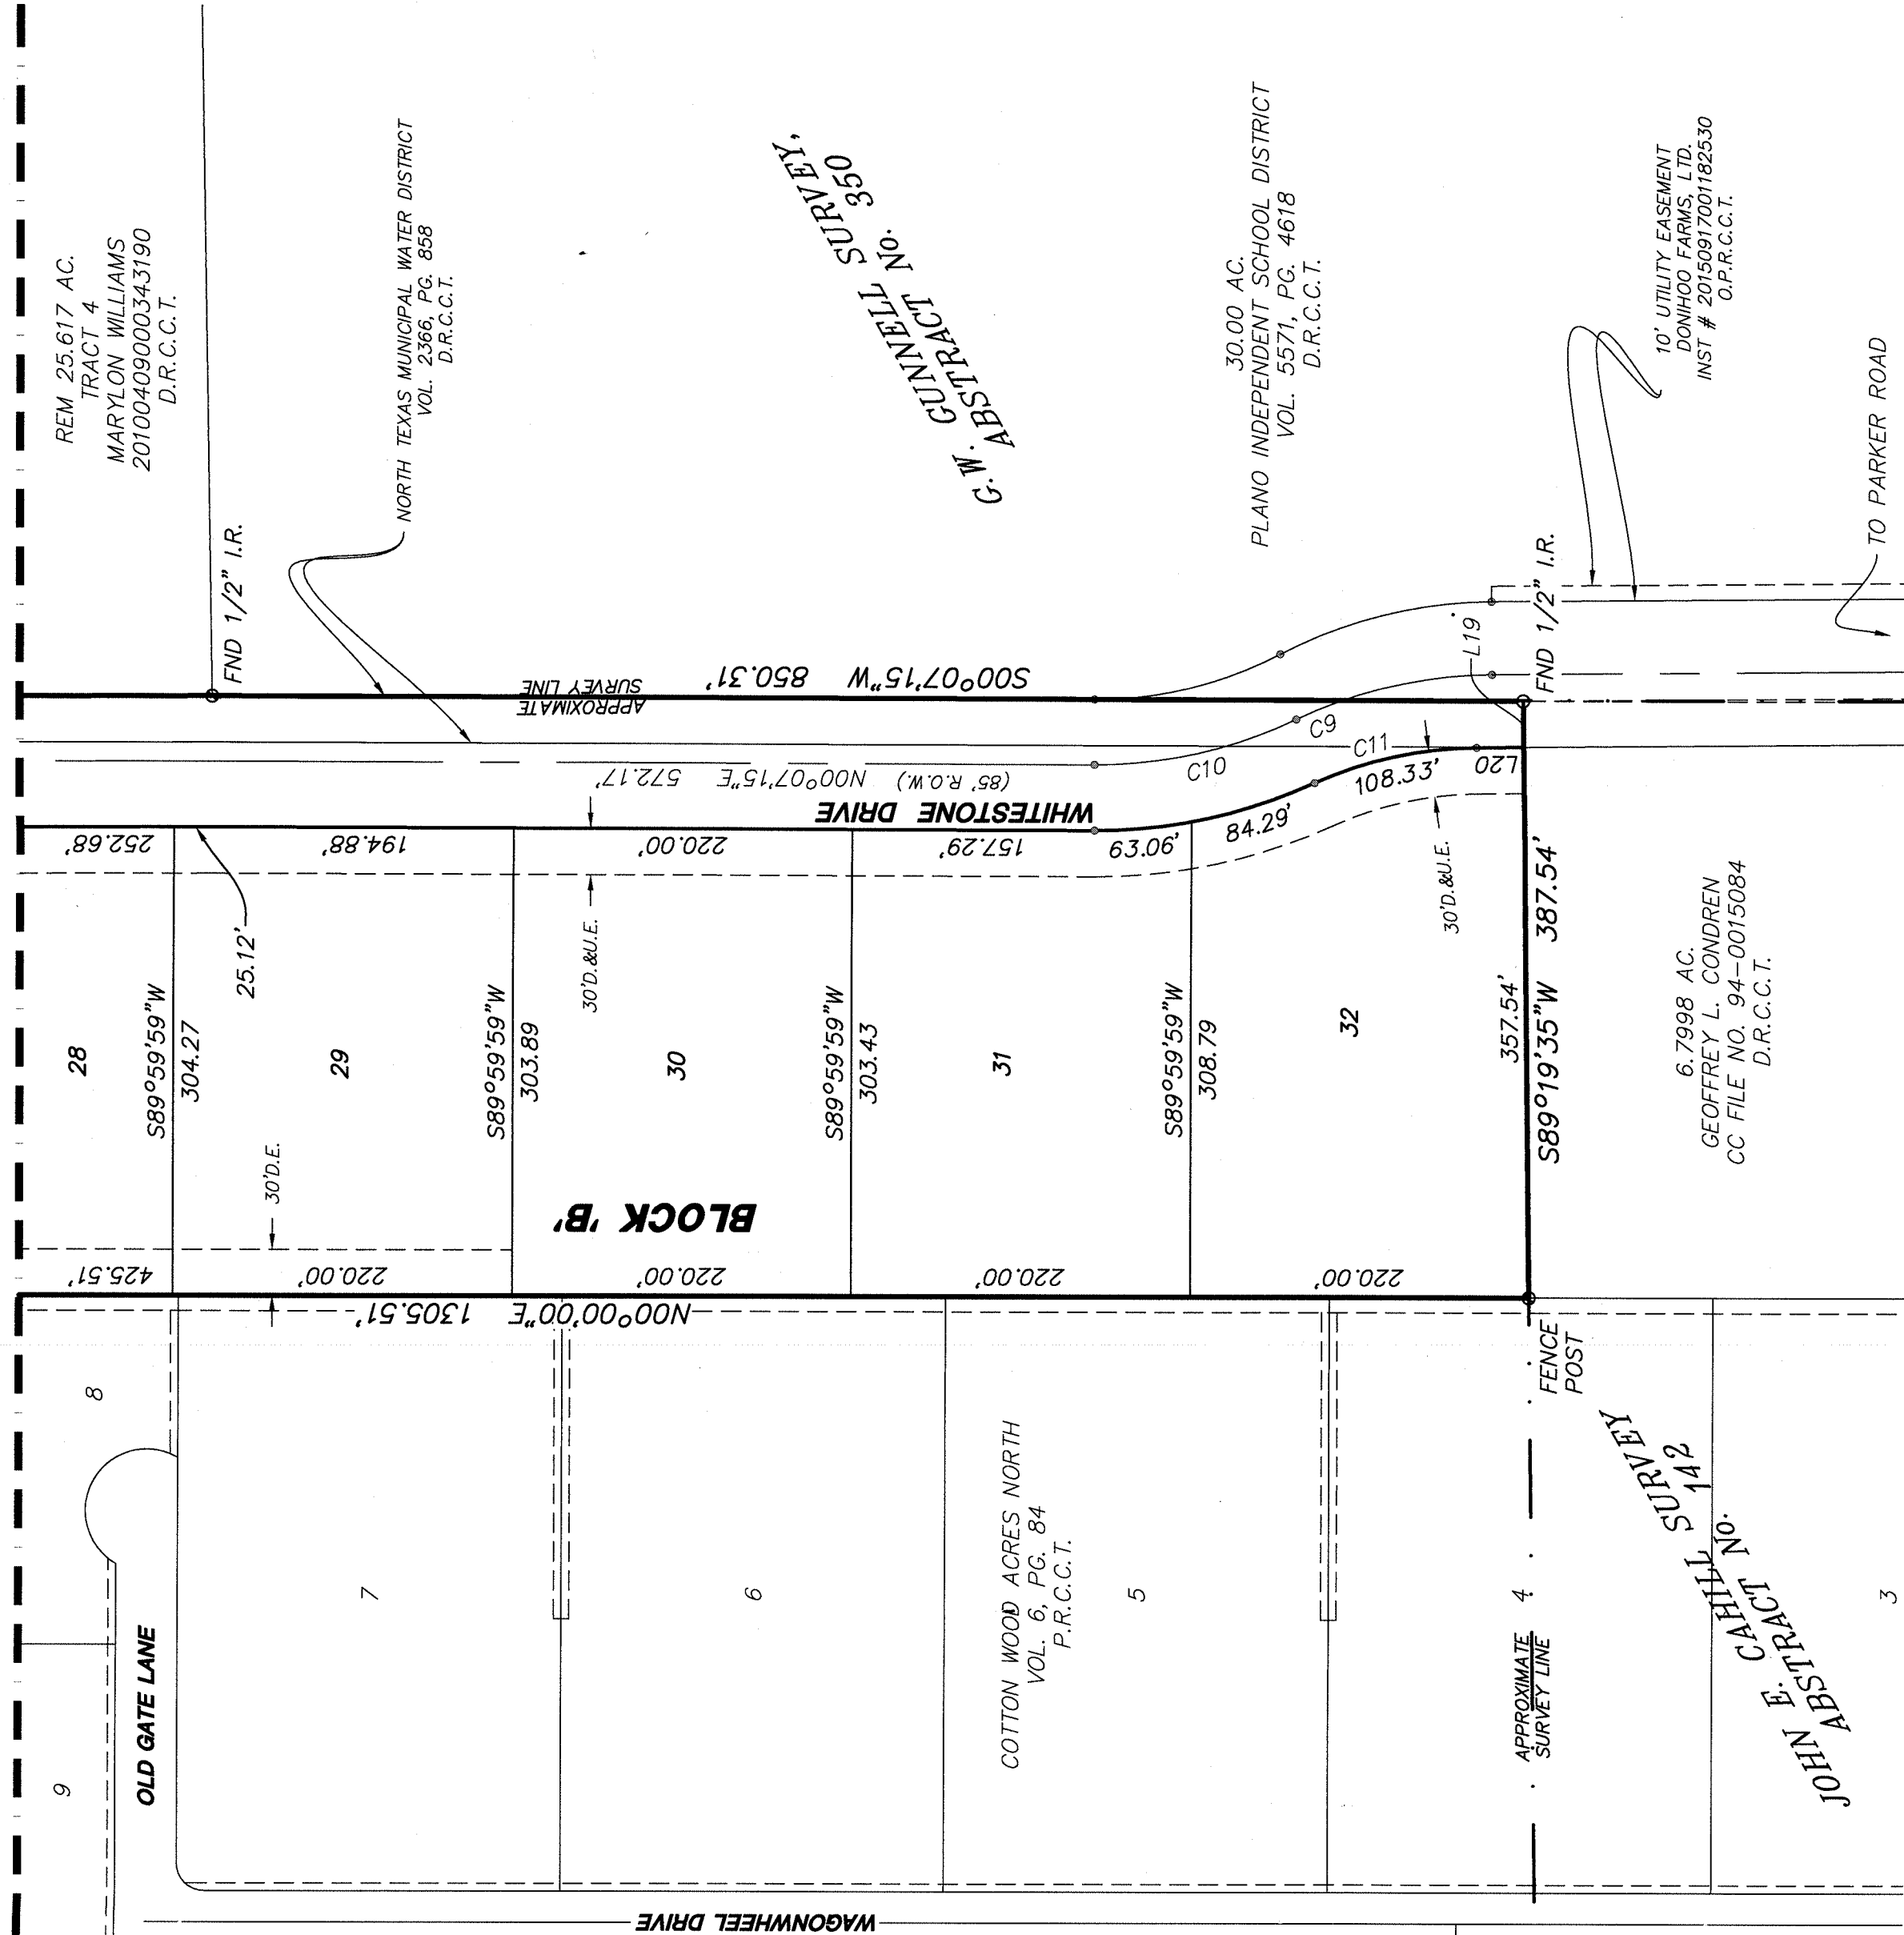 REM 25.617 AC.
TRACT 4
MARYLON WILLIAMS
20100409000343190
D.R.C.C.T.
FND 1/2" I.R.
NORTH TEXAS MUNICIPAL WATER DISTRICT
VOL. 2366, PG. 858
D.R.C.C.T.
G.W. GUNNELL SURVEY,
ABSTRACT No. 350
30.00 AC.
PLANO INDEPENDENT SCHOOL DISTRICT
VOL. 5571, PG. 4618
D.R.C.C.T.
10' UTILITY EASEMENT
DONIHOO FARMS, LTD.
INST # 20150917001182530
O.P.R.C.C.T.
TO PARKER ROAD
FND 1/2" I.R.
L19
S00°07'15"W 850.31'
APPROXIMATE
SURVEY LINE
C9
C10
C11
L20
(85' R.O.W.) N00°07'15"E 572.17'
WHITESTONE DRIVE
252.68'
194.88'
220.00'
157.29'
63.06'
84.29'
108.33'
25.12'
30'D.&U.E.
30'D.&U.E.
28
S89°59'59"W
304.27
29
S89°59'59"W
303.89
30
S89°59'59"W
303.43
31
S89°59'59"W
308.79
32
357.54'
S89°19'35"W 387.54'
6.7998 AC.
GEOFFREY L. CONDREN
CC FILE NO. 94-0015084
D.R.C.C.T.
30'D.E.
BLOCK 'B'
425.51'
220.00'
220.00'
220.00'
220.00'
N00°00'00"E 1305.51'
FENCE
POST
8
9
OLD GATE LANE
7
6
COTTON WOOD ACRES NORTH
VOL. 6, PG. 84
P.R.C.C.T.
5
4
3
APPROXIMATE
SURVEY LINE
JOHN E. CAHILL SURVEY
ABSTRACT No. 142
WAGONWHEEL DRIVE